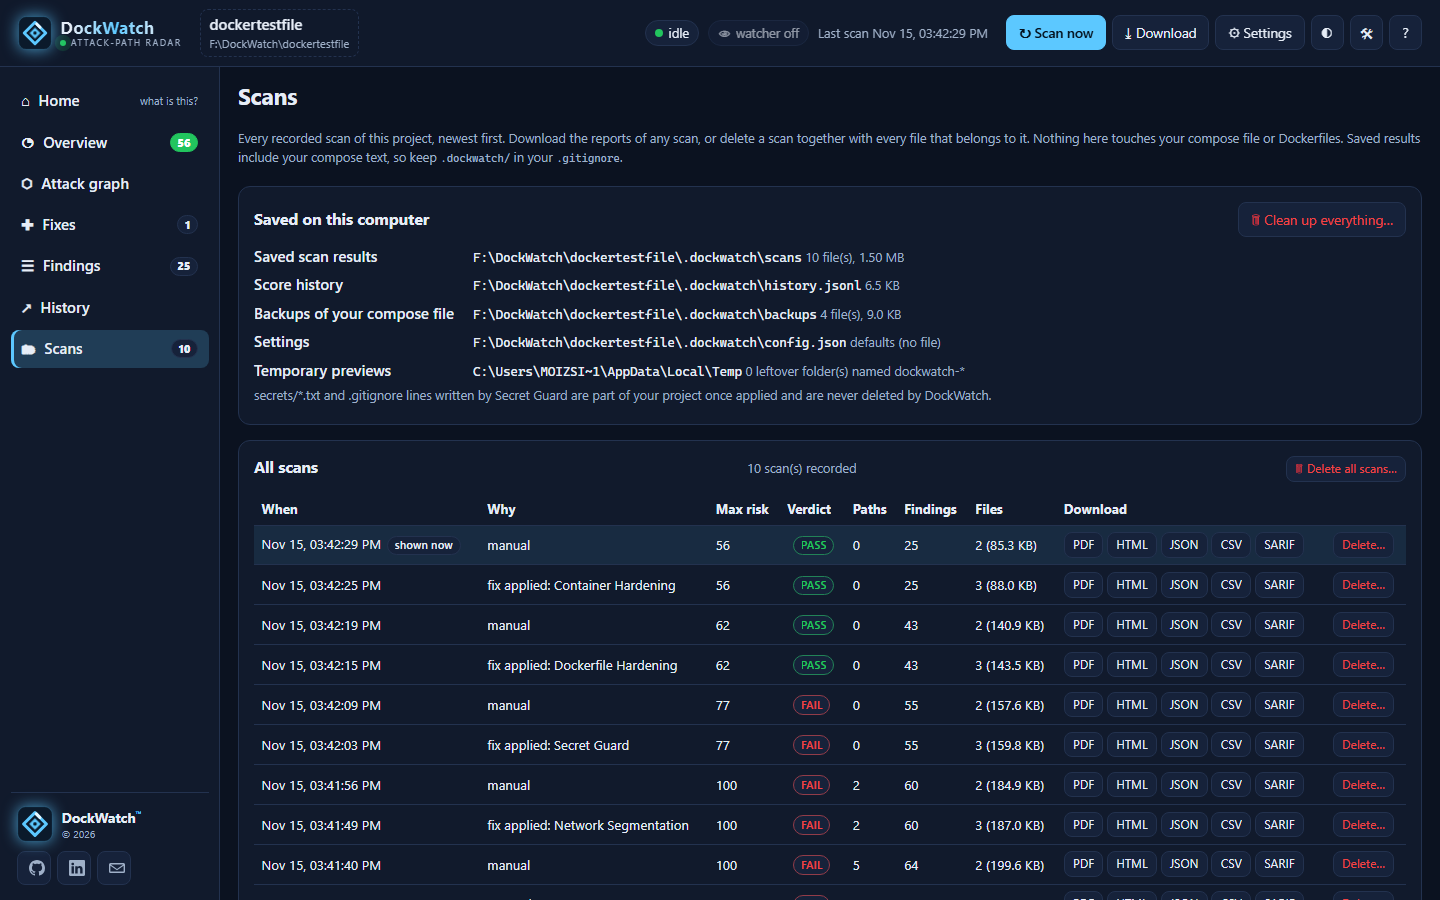 DockWatch
ATTACK-PATH RADAR
dockertestfile
F:\DockWatch\dockertestfile
idle
watcher off
Last scan Nov 15, 03:42:29 PM
↻ Scan now
⤓ Download
⚙ Settings
?
Home
what is this?
Overview 56
Attack graph
Fixes 1
Findings 25
History
Scans 10
DockWatch™
© 2026
Scans
Every recorded scan of this project, newest first. Download the reports of any scan, or delete a scan together with every file that belongs to it. Nothing here touches your compose file or Dockerfiles. Saved results
include your compose text, so keep .dockwatch/ in your .gitignore.
Saved on this computer
Clean up everything...
Saved scan results F:\DockWatch\dockertestfile\.dockwatch\scans 10 file(s), 1.50 MB
Score history F:\DockWatch\dockertestfile\.dockwatch\history.jsonl 6.5 KB
Backups of your compose file F:\DockWatch\dockertestfile\.dockwatch\backups 4 file(s), 9.0 KB
Settings F:\DockWatch\dockertestfile\.dockwatch\config.json defaults (no file)
Temporary previews C:\Users\MOIZSI~1\AppData\Local\Temp 0 leftover folder(s) named dockwatch-*
secrets/*.txt and .gitignore lines written by Secret Guard are part of your project once applied and are never deleted by DockWatch.
All scans
10 scan(s) recorded
Delete all scans...
When Why Max risk Verdict Paths Findings Files Download
Nov 15, 03:42:29 PM shown now manual 56 PASS 0 25 2 (85.3 KB) PDF HTML JSON CSV SARIF Delete...
Nov 15, 03:42:25 PM fix applied: Container Hardening 56 PASS 0 25 3 (88.0 KB) PDF HTML JSON CSV SARIF Delete...
Nov 15, 03:42:19 PM manual 62 PASS 0 43 2 (140.9 KB) PDF HTML JSON CSV SARIF Delete...
Nov 15, 03:42:15 PM fix applied: Dockerfile Hardening 62 PASS 0 43 3 (143.5 KB) PDF HTML JSON CSV SARIF Delete...
Nov 15, 03:42:09 PM manual 77 FAIL 0 55 2 (157.6 KB) PDF HTML JSON CSV SARIF Delete...
Nov 15, 03:42:03 PM fix applied: Secret Guard 77 FAIL 0 55 3 (159.8 KB) PDF HTML JSON CSV SARIF Delete...
Nov 15, 03:41:56 PM manual 100 FAIL 2 60 2 (184.9 KB) PDF HTML JSON CSV SARIF Delete...
Nov 15, 03:41:49 PM fix applied: Network Segmentation 100 FAIL 2 60 3 (187.0 KB) PDF HTML JSON CSV SARIF Delete...
Nov 15, 03:41:40 PM manual 100 FAIL 5 64 2 (199.6 KB) PDF HTML JSON CSV SARIF Delete...